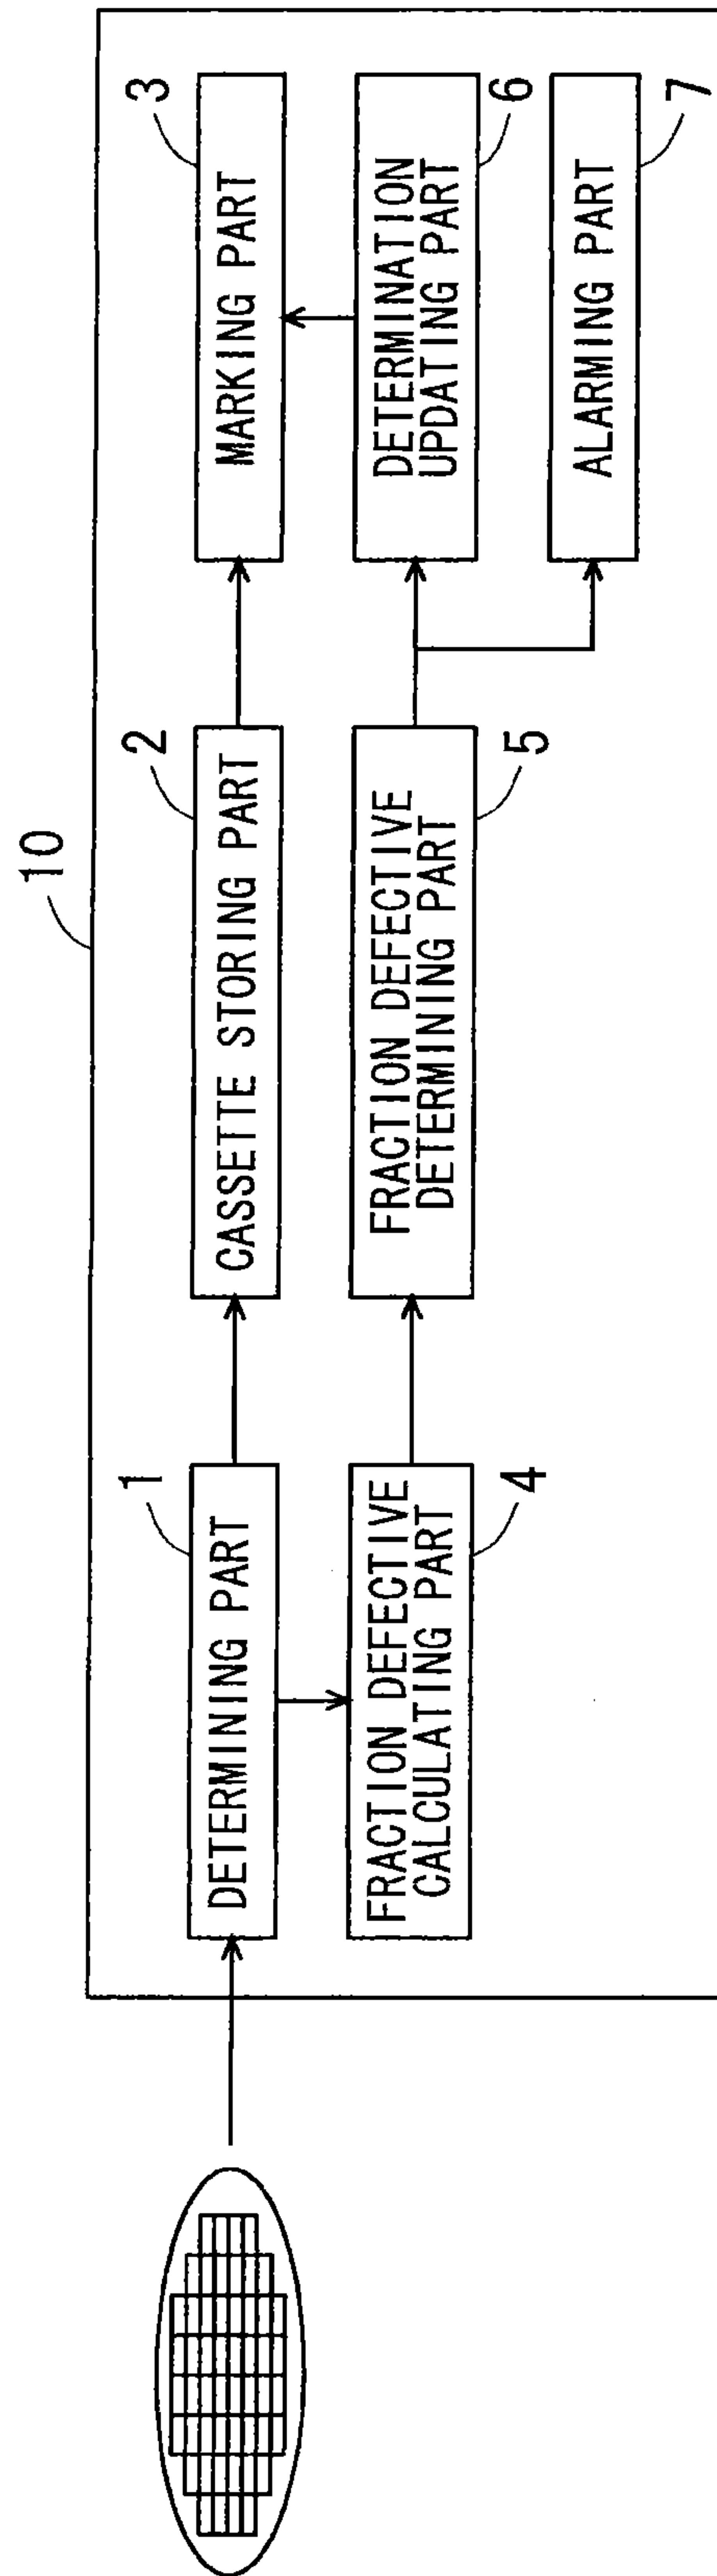 10
1
DETERMINING PART
2
CASSETTE STORING PART
3
MARKING PART
FRACTION DEFECTIVE
CALCULATING PART
4
FRACTION DEFECTIVE
DETERMINING PART
5
DETERMINATION
UPDATING PART
6
ALARMING PART
7